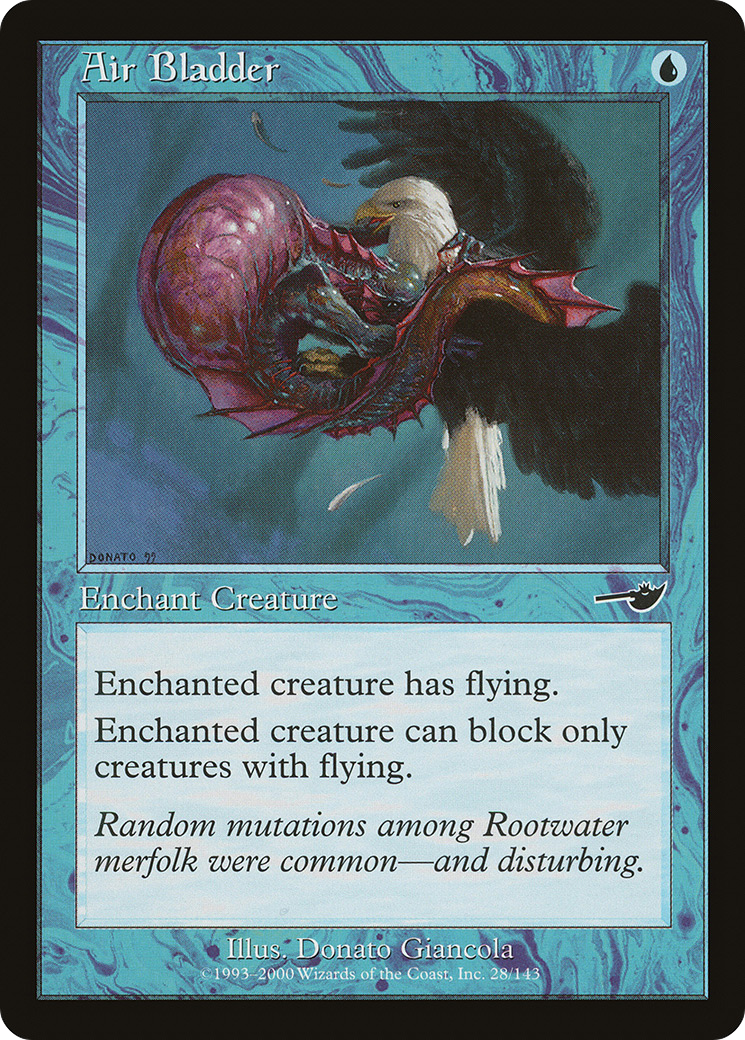 Air Bladder
DONATO 99
Enchant Creature
Enchanted creature has flying.
Enchanted creature can block only
creatures with flying.
Random mutations among Rootwater
merfolk were common—and disturbing.
Illus. Donato Giancola
©1993–2000 Wizards of the Coast, Inc. 28/143